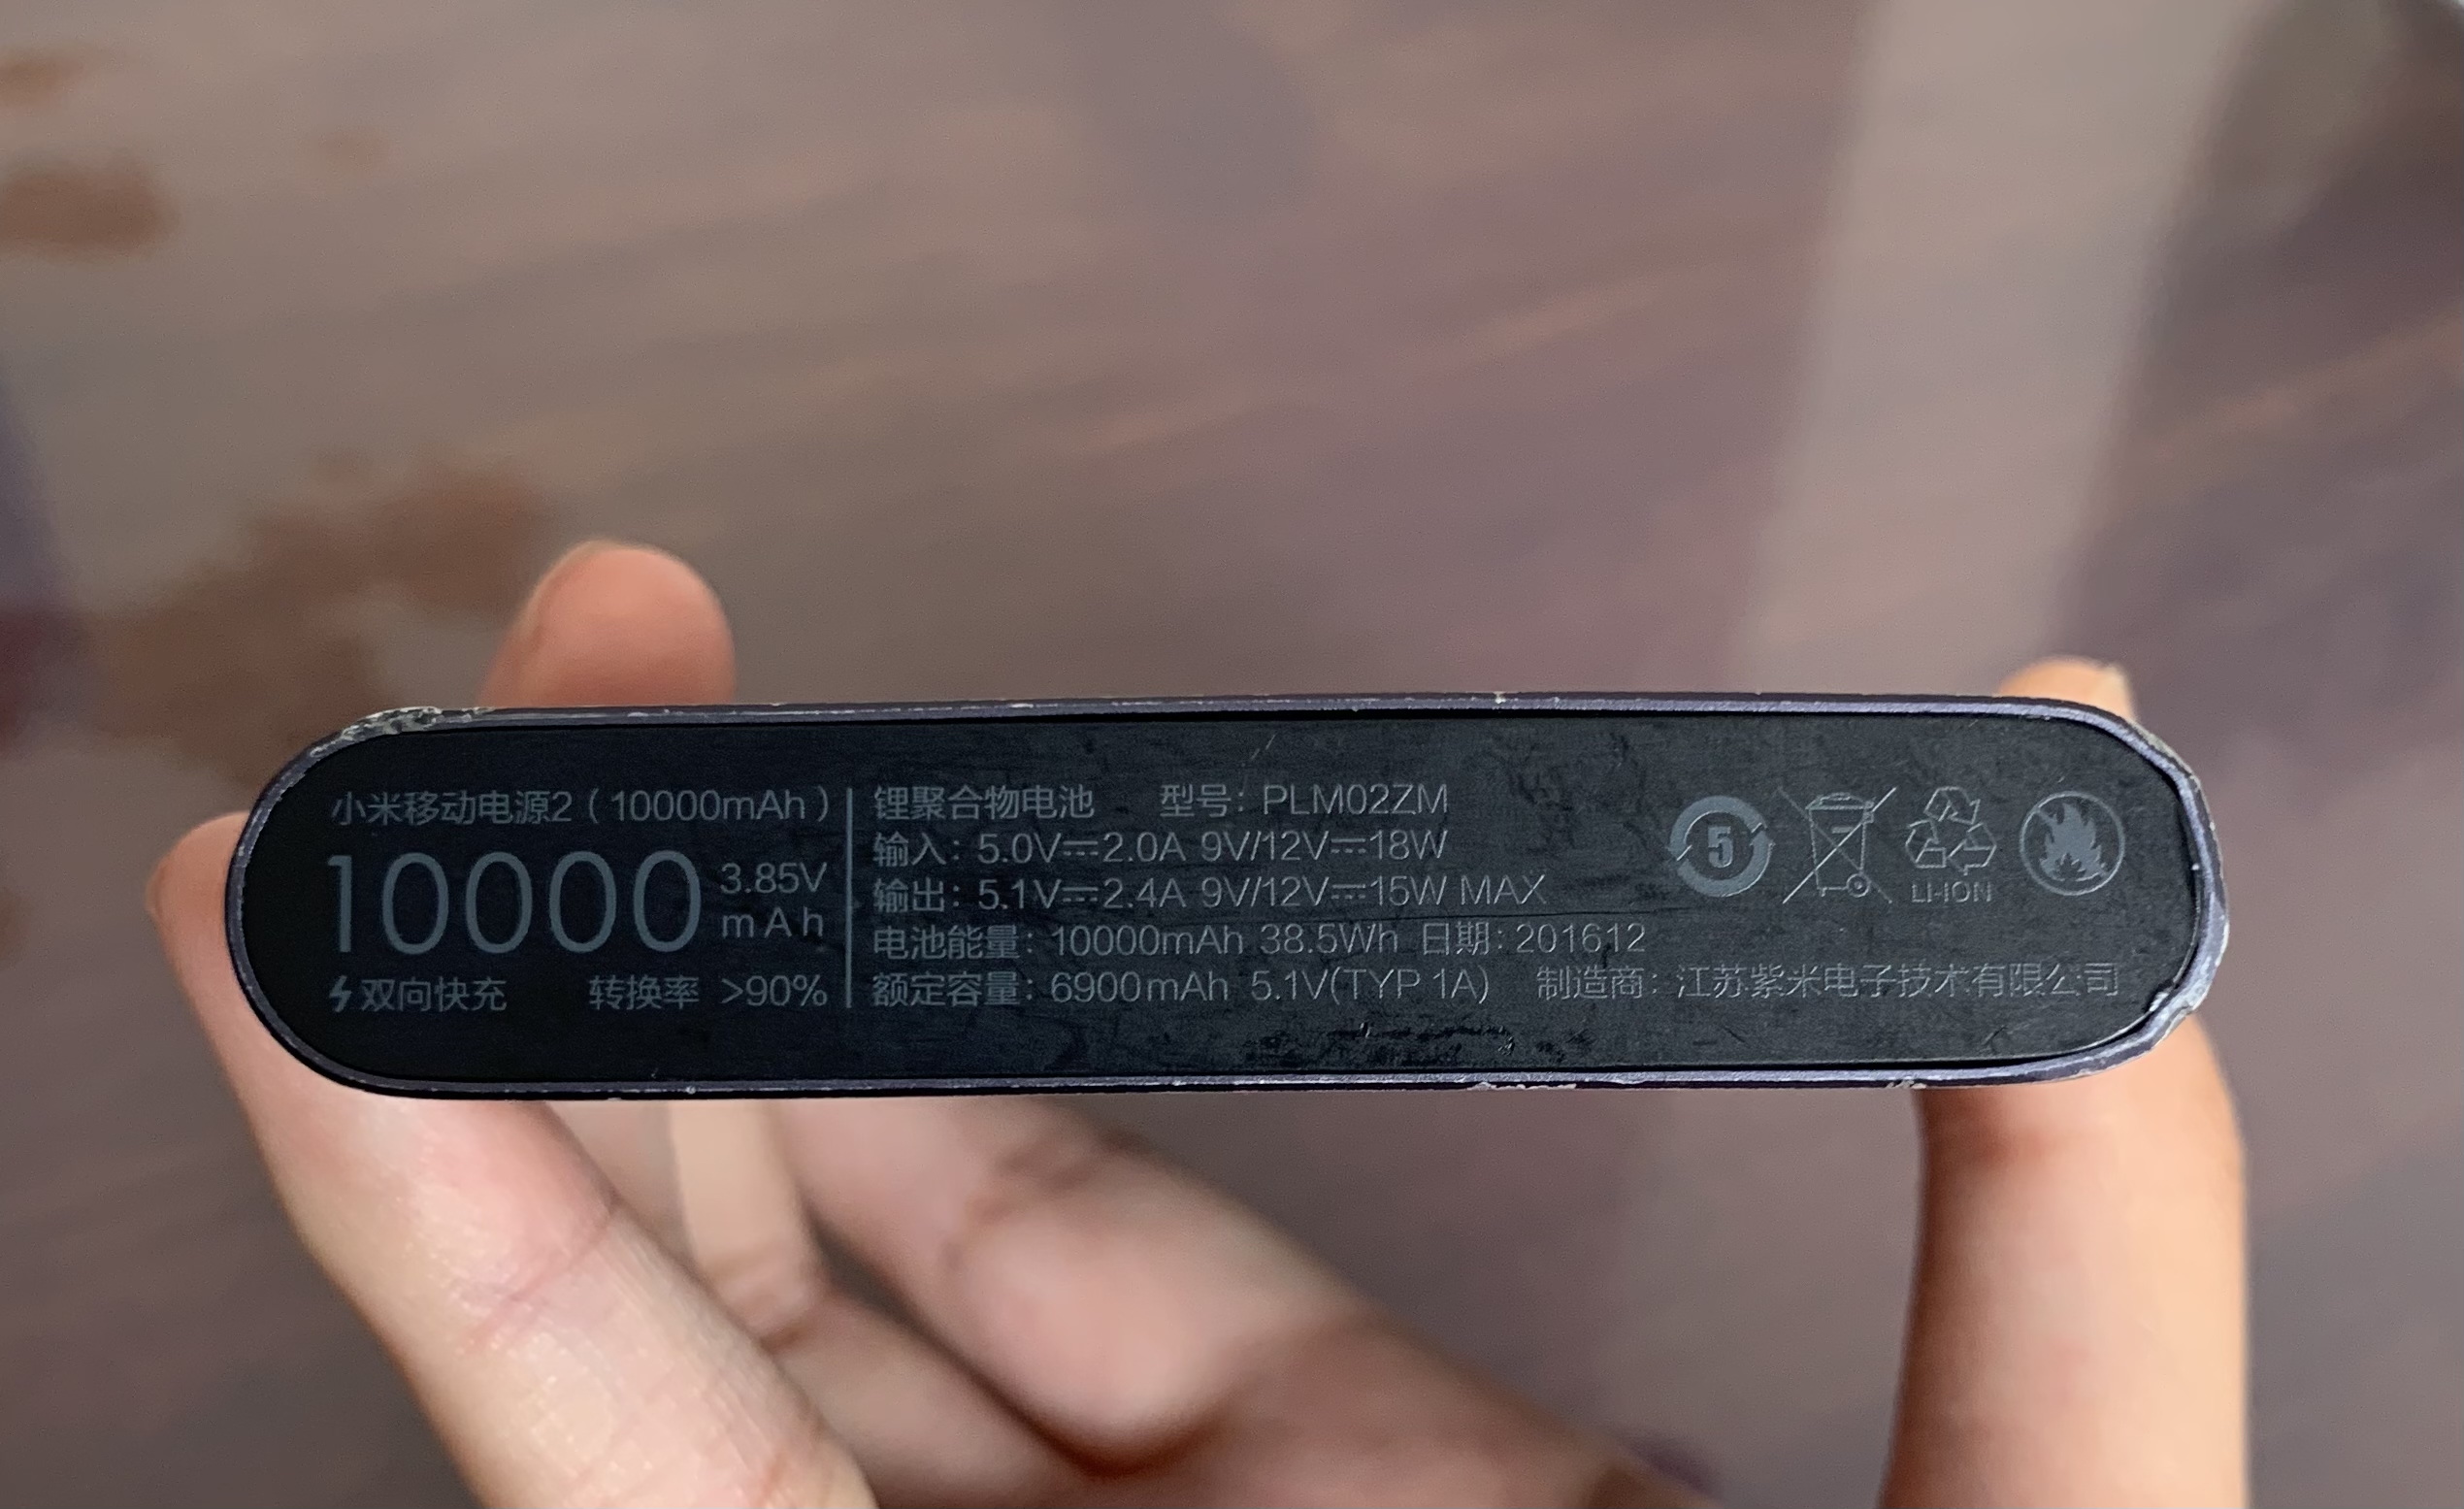 小米移动电源2（10000mAh）
10000 3.85V
mAh
双向快充 转换率 >90%
锂聚合物电池 型号：PLM02ZM
输入：5.0V⎓2.0A 9V/12V⎓18W
输出：5.1V⎓2.4A 9V/12V⎓15W MAX
电池能量：10000mAh 38.5Wh 日期：201612
额定容量：6900mAh 5.1V(TYP 1A) 制造商：江苏紫米电子技术有限公司
5
LI-ION